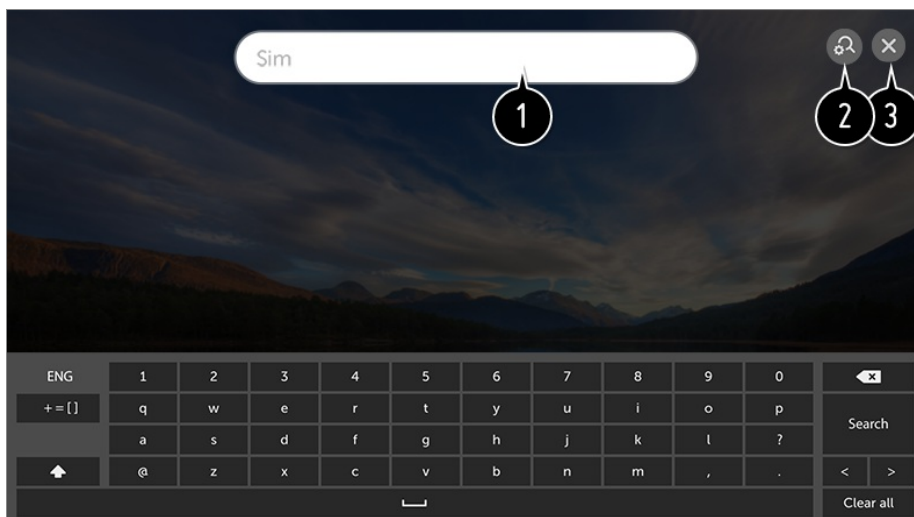 Sim
1
2
3
ENG 1 2 3 4 5 6 7 8 9 0
+=[] q w e r t y u i o p
Search
a s d f g h j k l ?
@ z x c v b n m , . < >
Clear all